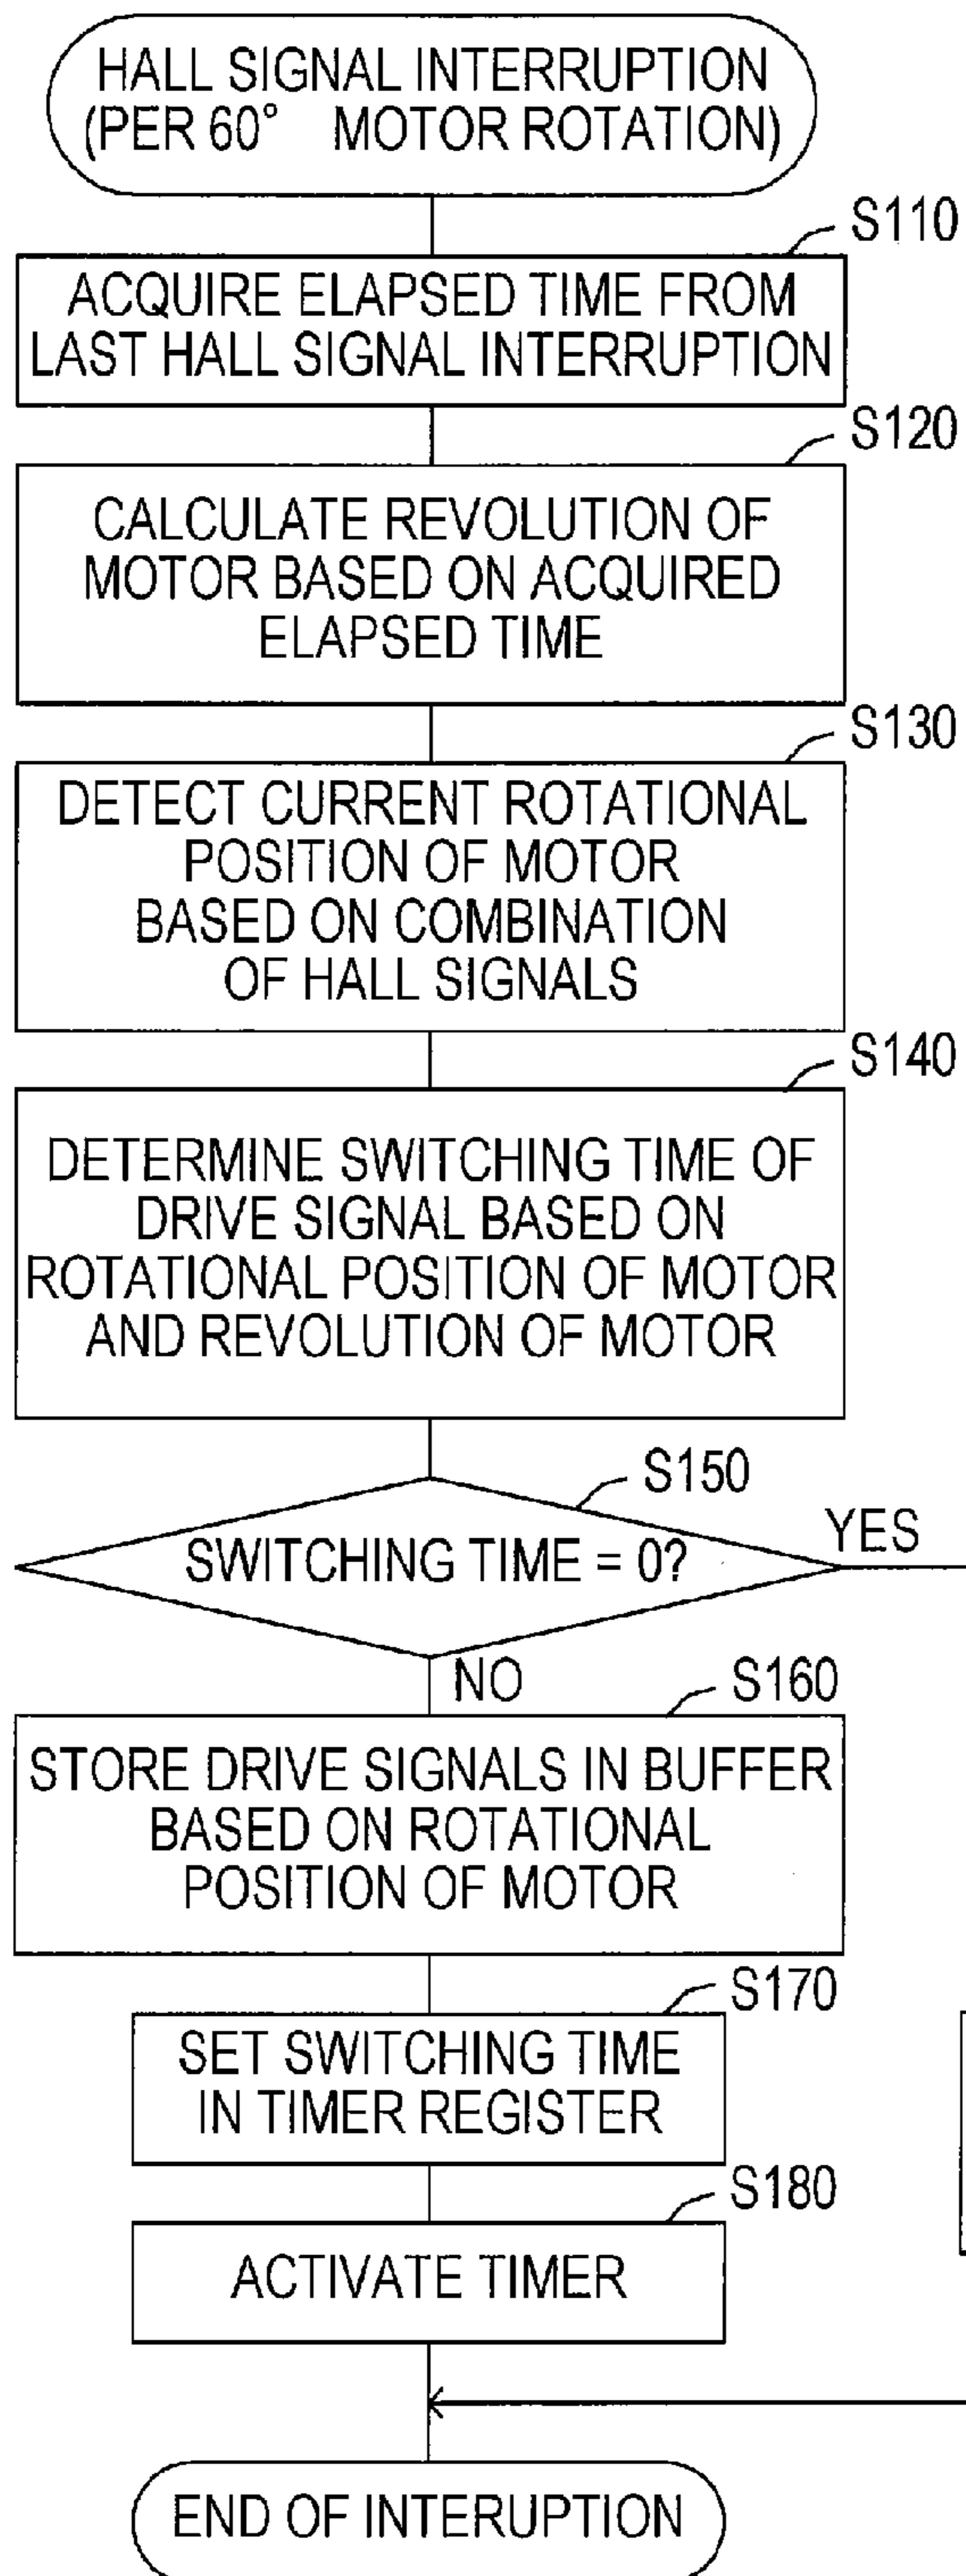 HALL SIGNAL INTERRUPTION
(PER 60° MOTOR ROTATION)
S110
ACQUIRE ELAPSED TIME FROM
LAST HALL SIGNAL INTERRUPTION
S120
CALCULATE REVOLUTION OF
MOTOR BASED ON ACQUIRED
ELAPSED TIME
S130
DETECT CURRENT ROTATIONAL
POSITION OF MOTOR
BASED ON COMBINATION
OF HALL SIGNALS
S140
DETERMINE SWITCHING TIME OF
DRIVE SIGNAL BASED ON
ROTATIONAL POSITION OF MOTOR
AND REVOLUTION OF MOTOR
S150
SWITCHING TIME = 0?
YES
NO
S160
STORE DRIVE SIGNALS IN BUFFER
BASED ON ROTATIONAL
POSITION OF MOTOR
S170
SET SWITCHING TIME
IN TIMER REGISTER
S180
ACTIVATE TIMER
END OF INTERUPTION